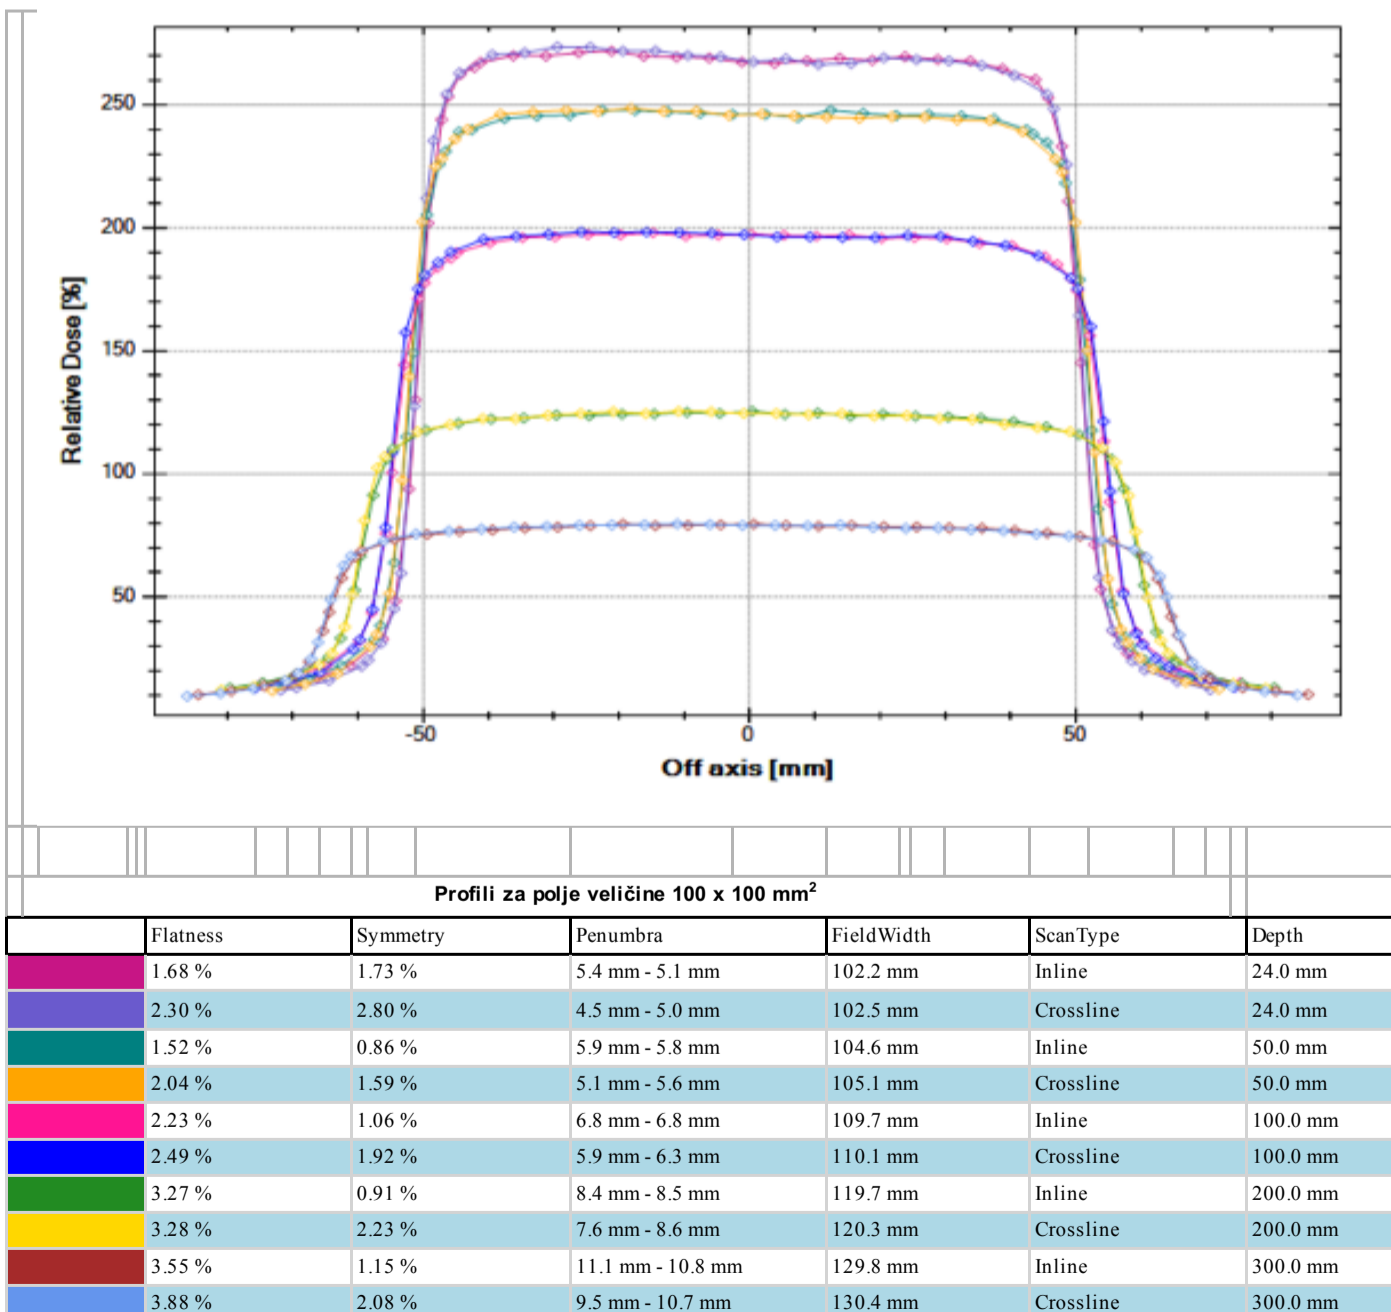 250
200
150
100
50
Relative Dose [%]
-50 0 50
Off axis [mm]
Profili za polje veličine 100 x 100 mm²
Flatness Symmetry Penumbra FieldWidth ScanType Depth
1.68 % 1.73 % 5.4 mm - 5.1 mm 102.2 mm Inline 24.0 mm
2.30 % 2.80 % 4.5 mm - 5.0 mm 102.5 mm Crossline 24.0 mm
1.52 % 0.86 % 5.9 mm - 5.8 mm 104.6 mm Inline 50.0 mm
2.04 % 1.59 % 5.1 mm - 5.6 mm 105.1 mm Crossline 50.0 mm
2.23 % 1.06 % 6.8 mm - 6.8 mm 109.7 mm Inline 100.0 mm
2.49 % 1.92 % 5.9 mm - 6.3 mm 110.1 mm Crossline 100.0 mm
3.27 % 0.91 % 8.4 mm - 8.5 mm 119.7 mm Inline 200.0 mm
3.28 % 2.23 % 7.6 mm - 8.6 mm 120.3 mm Crossline 200.0 mm
3.55 % 1.15 % 11.1 mm - 10.8 mm 129.8 mm Inline 300.0 mm
3.88 % 2.08 % 9.5 mm - 10.7 mm 130.4 mm Crossline 300.0 mm